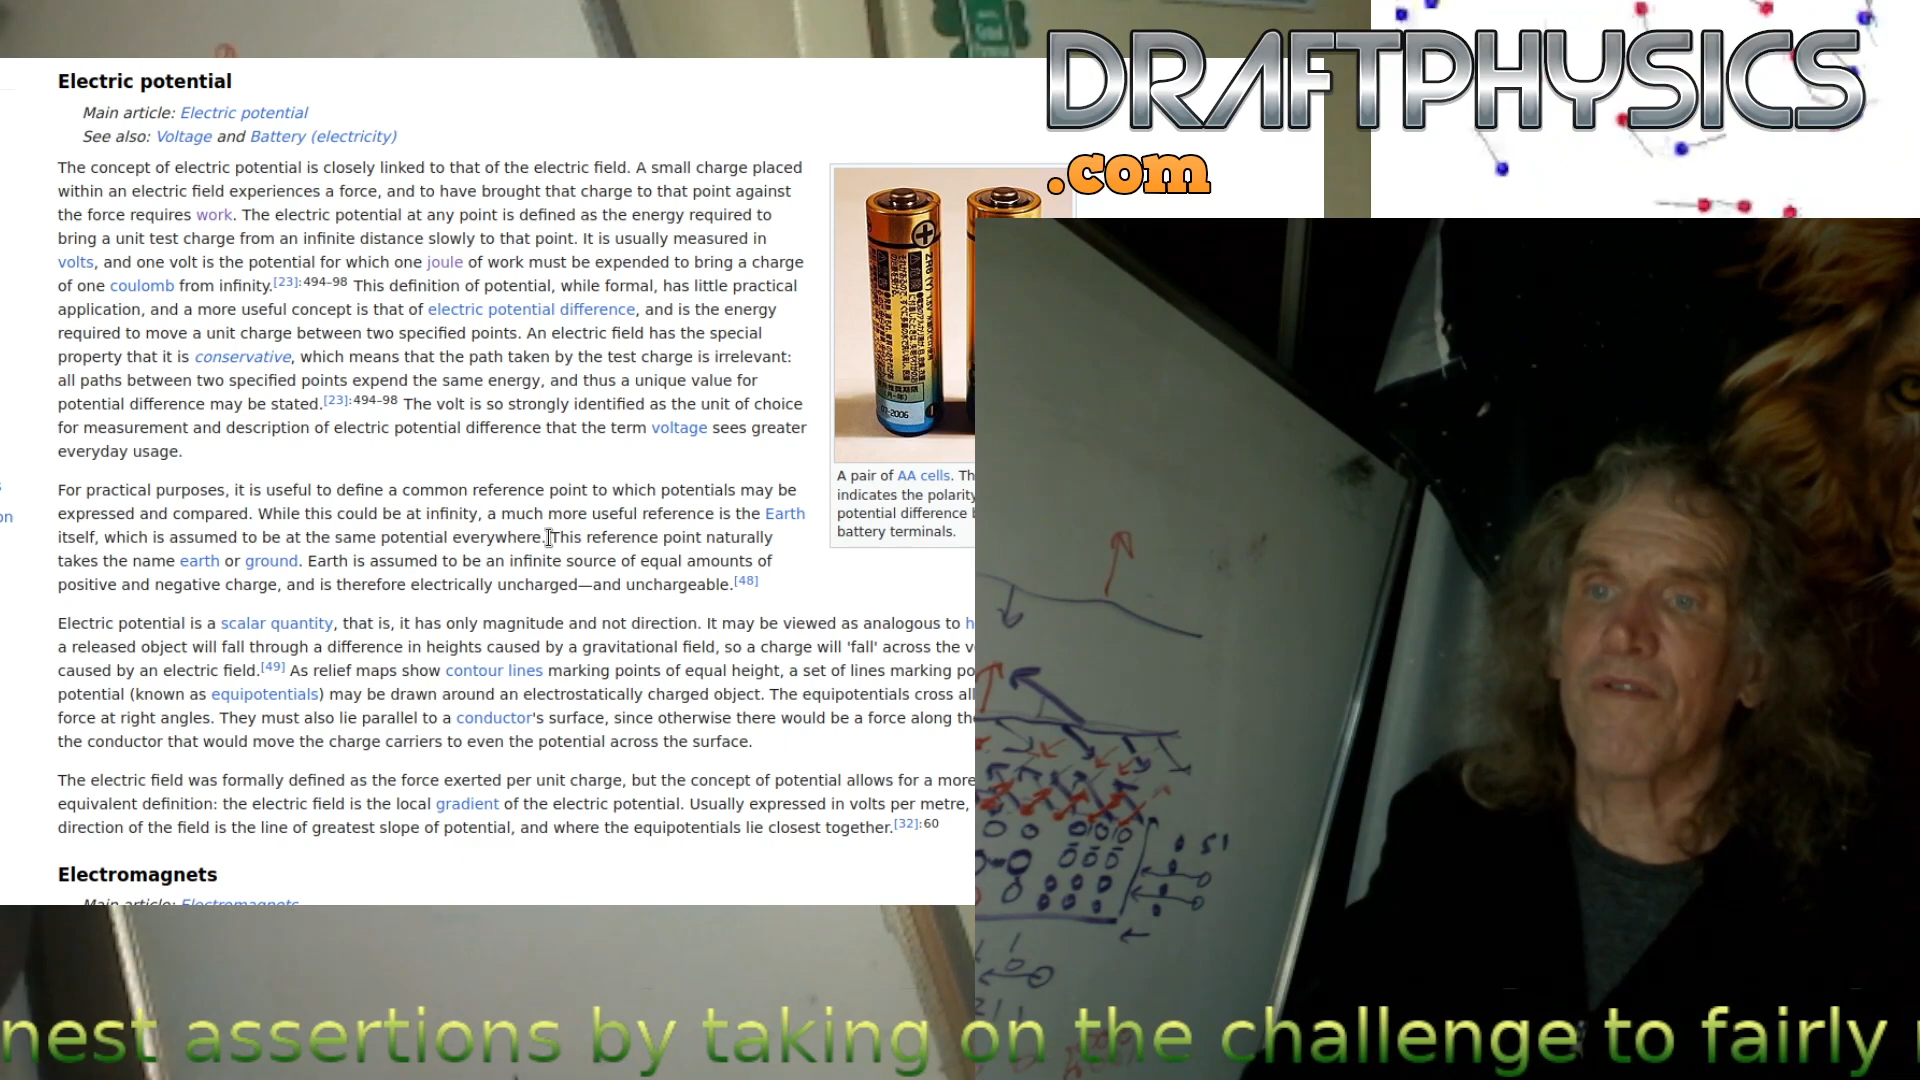 Electric potential
Main article: Electric potential
See also: Voltage and Battery (electricity)
The concept of electric potential is closely linked to that of the electric field. A small charge placed
within an electric field experiences a force, and to have brought that charge to that point against
the force requires work. The electric potential at any point is defined as the energy required to
bring a unit test charge from an infinite distance slowly to that point. It is usually measured in
volts, and one volt is the potential for which one joule of work must be expended to bring a charge
of one coulomb from infinity.[23]:494–98 This definition of potential, while formal, has little practical
application, and a more useful concept is that of electric potential difference, and is the energy
required to move a unit charge between two specified points. An electric field has the special
property that it is conservative, which means that the path taken by the test charge is irrelevant:
all paths between two specified points expend the same energy, and thus a unique value for
potential difference may be stated.[23]:494–98 The volt is so strongly identified as the unit of choice
for measurement and description of electric potential difference that the term voltage sees greater
everyday usage.
For practical purposes, it is useful to define a common reference point to which potentials may be
expressed and compared. While this could be at infinity, a much more useful reference is the Earth
itself, which is assumed to be at the same potential everywhere. This reference point naturally
takes the name earth or ground. Earth is assumed to be an infinite source of equal amounts of
positive and negative charge, and is therefore electrically uncharged—and unchargeable.[48]
Electric potential is a scalar quantity, that is, it has only magnitude and not direction. It may be viewed as analogous to h
a released object will fall through a difference in heights caused by a gravitational field, so a charge will 'fall' across the v
caused by an electric field.[49] As relief maps show contour lines marking points of equal height, a set of lines marking po
potential (known as equipotentials) may be drawn around an electrostatically charged object. The equipotentials cross all
force at right angles. They must also lie parallel to a conductor's surface, since otherwise there would be a force along th
the conductor that would move the charge carriers to even the potential across the surface.
The electric field was formally defined as the force exerted per unit charge, but the concept of potential allows for a more
equivalent definition: the electric field is the local gradient of the electric potential. Usually expressed in volts per metre,
direction of the field is the line of greatest slope of potential, and where the equipotentials lie closest together.[32]:60
Electromagnets
Main article: Electromagnets
on
A pair of AA cells. Th
indicates the polarity
potential difference b
battery terminals.
02-2006
DRAFTPHYSICS
.com
nest assertions by taking on the challenge to fairly